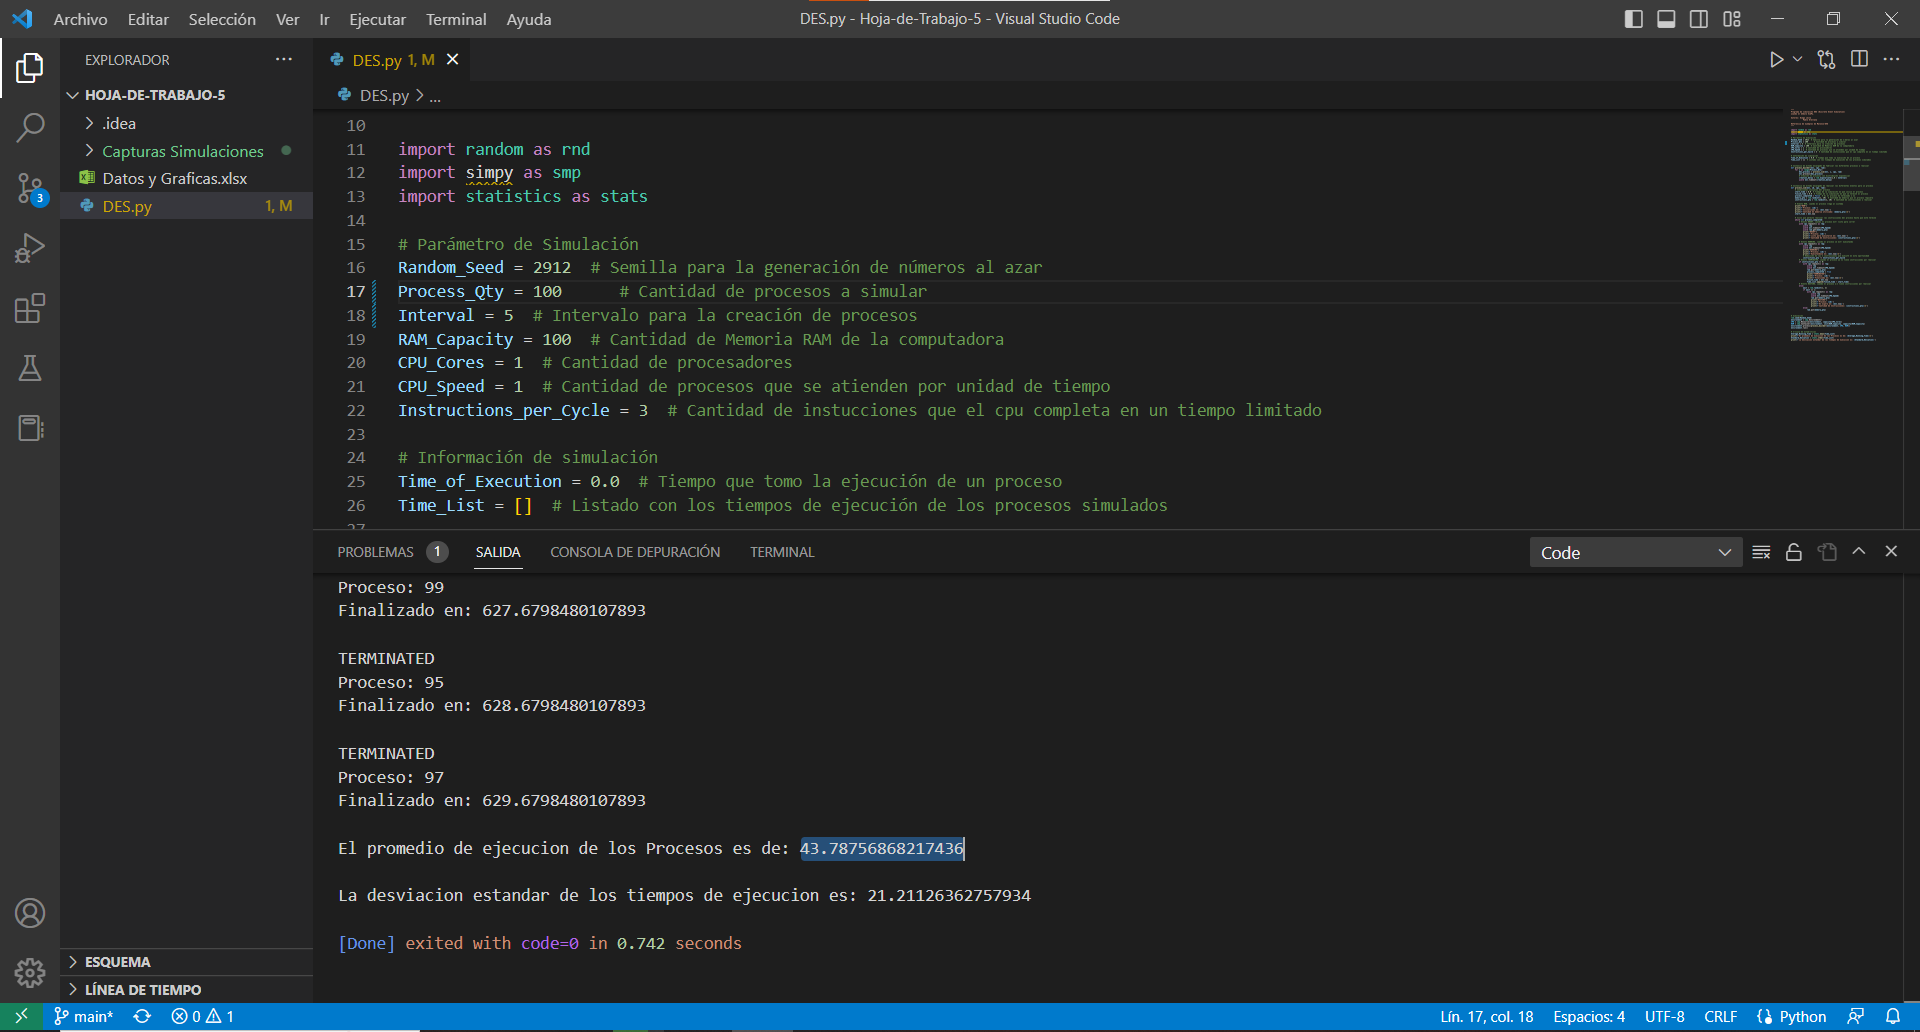 Archivo Editar Selección Ver Ir Ejecutar Terminal Ayuda
DES.py - Hoja-de-Trabajo-5 - Visual Studio Code
EXPLORADOR
HOJA-DE-TRABAJO-5
.idea
Capturas Simulaciones
Datos y Graficas.xlsx
DES.py 1, M
3
ESQUEMA
LÍNEA DE TIEMPO
DES.py 1, M
DES.py > ...
10
11 import random as rnd
12 import simpy as smp
13 import statistics as stats
14
15 # Parámetro de Simulación
16 Random_Seed = 2912 # Semilla para la generación de números al azar
17 Process_Qty = 100 # Cantidad de procesos a simular
18 Interval = 5 # Intervalo para la creación de procesos
19 RAM_Capacity = 100 # Cantidad de Memoria RAM de la computadora
20 CPU_Cores = 1 # Cantidad de procesadores
21 CPU_Speed = 1 # Cantidad de procesos que se atienden por unidad de tiempo
22 Instructions_per_Cycle = 3 # Cantidad de instucciones que el cpu completa en un tiempo limitado
23
24 # Información de simulación
25 Time_of_Execution = 0.0 # Tiempo que tomo la ejecución de un proceso
26 Time_List = [] # Listado con los tiempos de ejecución de los procesos simulados
27
PROBLEMAS 1 SALIDA CONSOLA DE DEPURACIÓN TERMINAL
Code
Proceso: 99
Finalizado en: 627.6798480107893
TERMINATED
Proceso: 95
Finalizado en: 628.6798480107893
TERMINATED
Proceso: 97
Finalizado en: 629.6798480107893
El promedio de ejecucion de los Procesos es de: 43.78756868217436
La desviacion estandar de los tiempos de ejecucion es: 21.21126362757934
[Done] exited with code=0 in 0.742 seconds
main* 0 1
Lín. 17, col. 18 Espacios: 4 UTF-8 CRLF Python